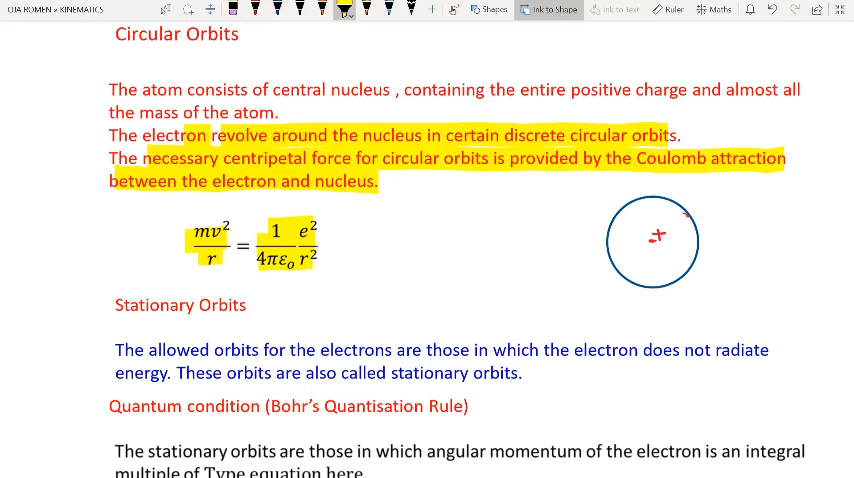 OJA ROMEN > KINEMATICS
Shapes
Ink to Shape
Ink to Text
Ruler
Maths
Circular Orbits
The atom consists of central nucleus , containing the entire positive charge and almost all
the mass of the atom.
The electron revolve around the nucleus in certain discrete circular orbits.
The necessary centripetal force for circular orbits is provided by the Coulomb attraction
between the electron and nucleus.
mv²/r = 1/4πε₀ e²/r²
+
Stationary Orbits
The allowed orbits for the electrons are those in which the electron does not radiate
energy. These orbits are also called stationary orbits.
Quantum condition (Bohr's Quantisation Rule)
The stationary orbits are those in which angular momentum of the electron is an integral
multiple of Type equation here.